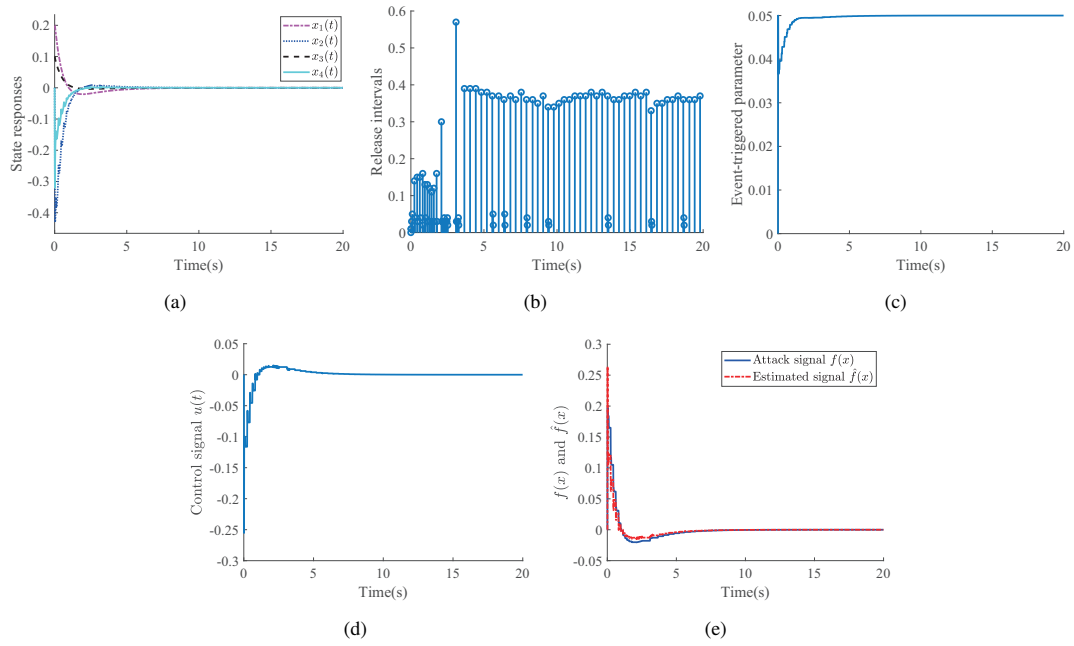 0.2
0.1
0
-0.1
-0.2
-0.3
-0.4
State responses
x₁(t)
x₂(t)
x₃(t)
x₄(t)
0 5 10 15 20
Time(s)
(a)
0.6
0.5
0.4
0.3
0.2
0.1
0
Release intervals
0 5 10 15 20
Time(s)
(b)
0.05
0.04
0.03
0.02
0.01
0
Event-triggered parameter
0 5 10 15 20
Time(s)
(c)
0.05
0
-0.05
-0.1
-0.15
-0.2
-0.25
-0.3
Control signal u(t)
0 5 10 15 20
Time(s)
(d)
0.3
0.25
0.2
0.15
0.1
0.05
0
-0.05
f(x) and f̂(x)
Attack signal f(x)
Estimated signal f̂(x)
0 5 10 15 20
Time(s)
(e)